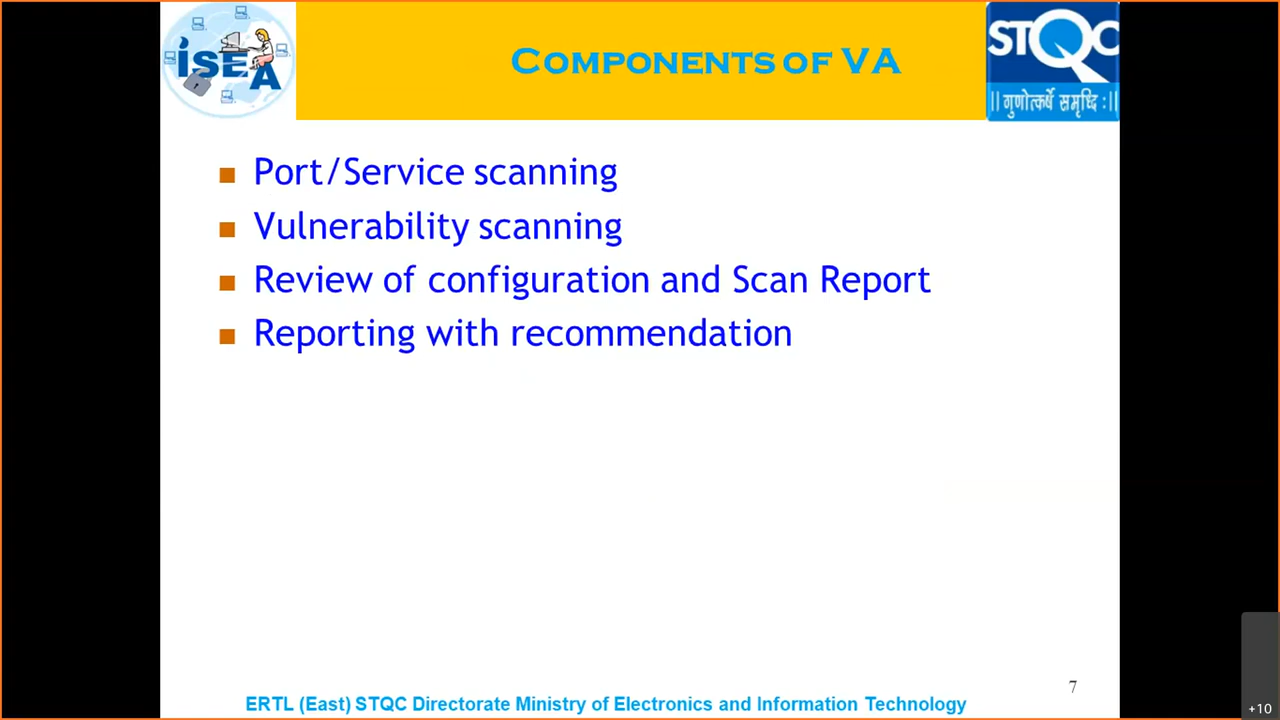 iSEA
COMPONENTS OF VA
STQC
||गुणोत्कर्षे समृध्दि :||
Port/Service scanning
Vulnerability scanning
Review of configuration and Scan Report
Reporting with recommendation
7
ERTL (East) STQC Directorate Ministry of Electronics and Information Technology
+10